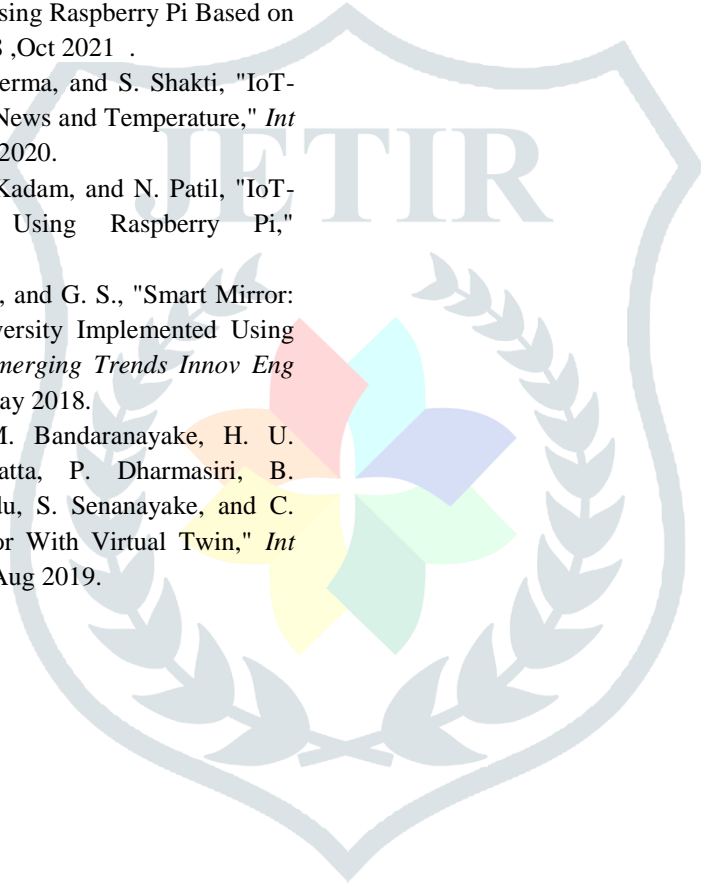 sing Raspberry Pi Based on
,Oct 2021 .
erma, and S. Shakti, "IoT-
News and Temperature," Int
2020.
Kadam, and N. Patil, "IoT-
Using Raspberry Pi,"
, and G. S., "Smart Mirror:
versity Implemented Using
merging Trends Innov Eng
ay 2018.
M. Bandaranayake, H. U.
atta, P. Dharmasiri, B.
du, S. Senanayake, and C.
or With Virtual Twin," Int
Aug 2019.
JETIR